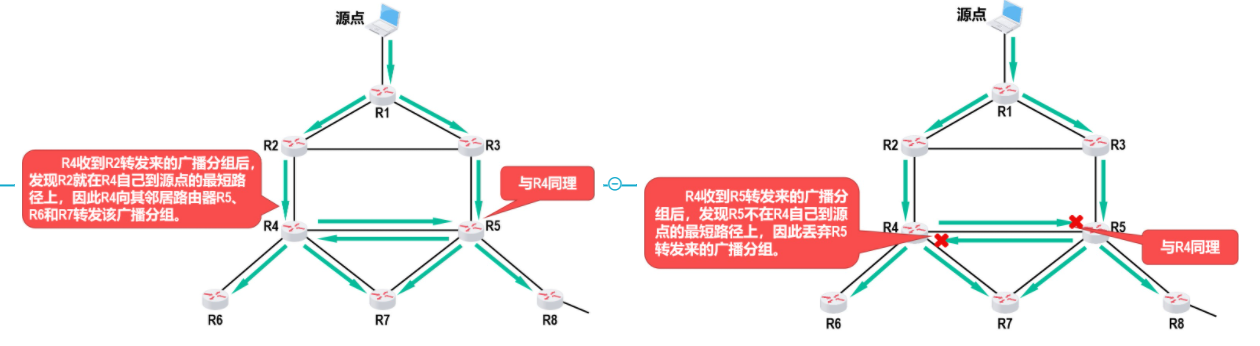 源点
R1
R2
R3
R4收到R2转发来的广播分组后，
发现R2就在R4自己到源点的最短路
径上，因此R4向其邻居路由器R5、
R6和R7转发该广播分组。
与R4同理
R4
R5
R6
R7
R8
源点
R1
R2
R3
R4收到R5转发来的广播分
组后，发现R5不在R4自己到源
点的最短路径上，因此丢弃R5
转发来的广播分组。
R4
R5
与R4同理
R6
R7
R8